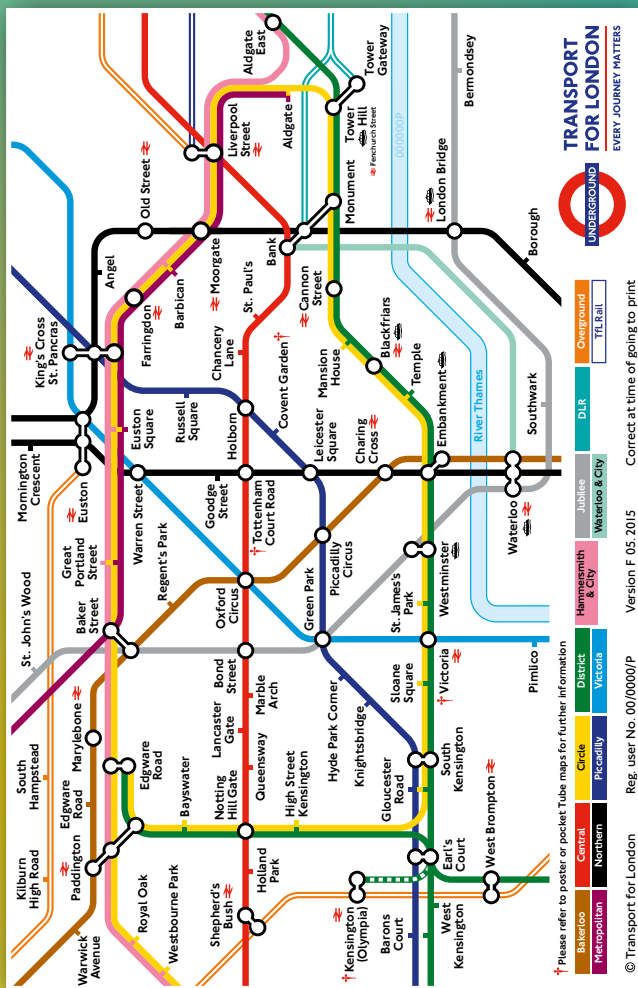 Kilburn
High Road
South
Hampstead
St. John's Wood
Mornington
Crescent
King's Cross
St. Pancras
Warwick
Avenue
Paddington
Edgware
Road
Marylebone
Baker
Street
Great
Portland Street
Euston
Angel
Old Street
Aldgate
East
Royal Oak
Westbourne Park
Edgware
Road
Bayswater
Regent's Park
Warren Street
Euston
Square
Russell
Square
Farringdon
Barbican
Moorgate
Liverpool
Street
Aldgate
Shepherd's
Bush
Holland
Park
Notting
Hill Gate
Queensway
Lancaster
Gate
Marble
Arch
Bond
Street
Oxford
Circus
Goodge
Street
Tottenham
Court Road
Holborn
Chancery
Lane
St. Paul's
Bank
High Street
Kensington
Covent Garden
Cannon
Street
Monument
Tower
Hill
Fenchurch Street
Tower
Gateway
Hyde Park Corner
Knightsbridge
Green Park
Piccadilly
Circus
Leicester
Square
Charing
Cross
Mansion
House
Blackfriars
Temple
Kensington
(Olympia)
Barons
Court
Gloucester
Road
Sloane
Square
St. James's
Park
Embankment
000000P
London Bridge
Bermondsey
West
Kensington
Earl's
Court
South
Kensington
Victoria
Westminster
River Thames
West Brompton
Pimlico
Waterloo
Southwark
Borough
† Please refer to poster or pocket Tube maps for further information
Bakerloo
Central
Circle
District
Hammersmith
& City
Jubilee
DLR
Overground
Metropolitan
Northern
Piccadilly
Victoria
Waterloo & City
TfL Rail
UNDERGROUND
TRANSPORT
FOR LONDON
EVERY JOURNEY MATTERS
© Transport for London
Reg. user No. 00/0000/P
Version F 05. 2015
Correct at time of going to print